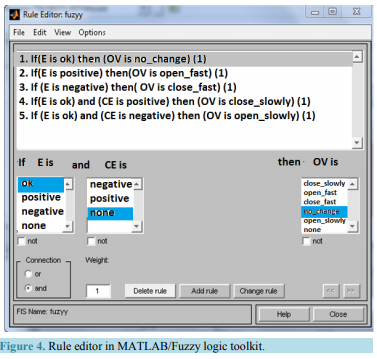 Rule Editor: fuzyy
File Edit View Options
1. If(E is ok) then (OV is no_change) (1)
2. If(E is positive) then(OV is open_fast) (1)
3. If (E is negative) then( OV is close_fast) (1)
4. If(E is ok) and (CE is positive) then (OV is close_slowly) (1)
5. If (E is ok) and (CE is negative) then (OV is open_slowly) (1)
If E is and CE is then OV is
ok
positive
negative
none
negative
positive
none
close_slowly
open_fast
close_fast
no_change
open_slowly
none
not not not
Connection Weight:
or
and 1 Delete rule Add rule Change rule << >>
FIS Name: fuzyy Help Close
Figure 4. Rule editor in MATLAB/Fuzzy logic toolkit.